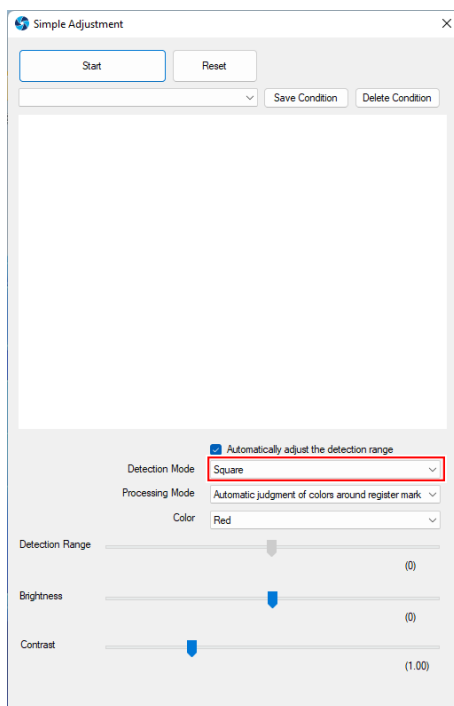 Simple Adjustment
Start Reset
Save Condition Delete Condition
Automatically adjust the detection range
Detection Mode Square
Processing Mode Automatic judgment of colors around register mark
Color Red
Detection Range
(0)
Brightness
(0)
Contrast
(1.00)